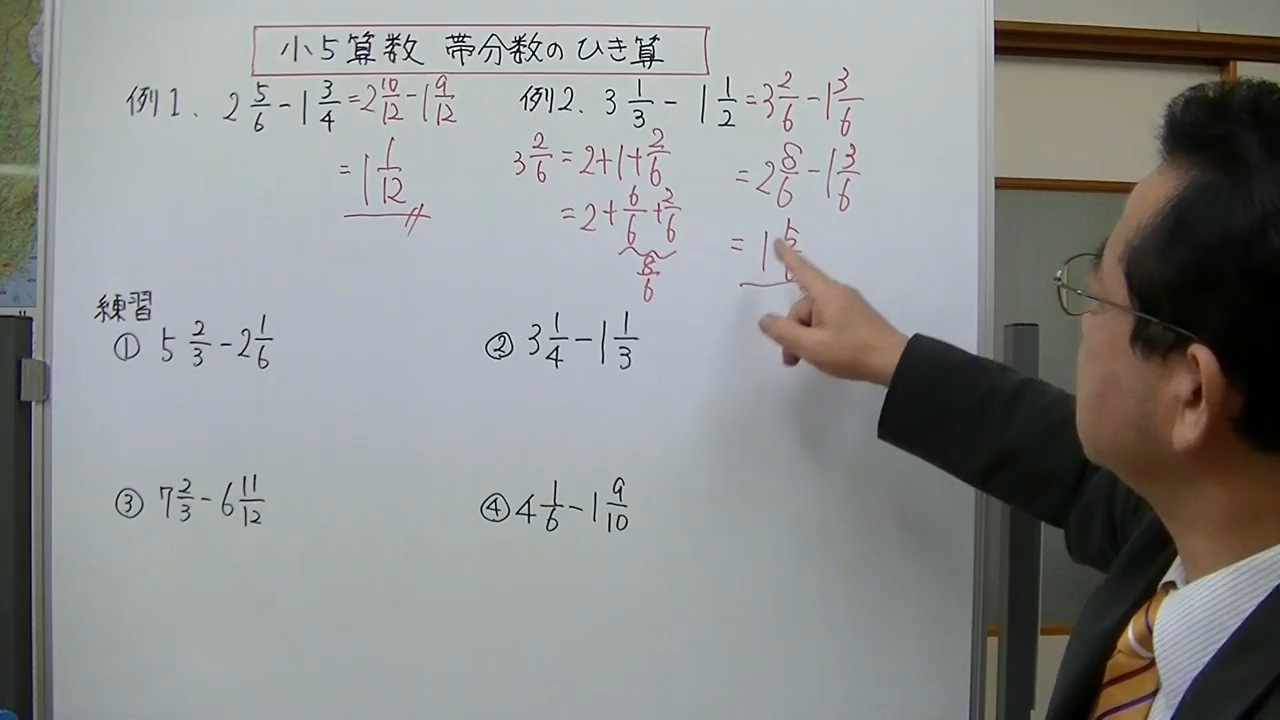 小5算数 帯分数のひき算
例1. 2 5/6 - 1 3/4 = 2 10/12 - 1 9/12
= 1 1/12
例2. 3 1/3 - 1 1/2 = 3 2/6 - 1 3/6
3 2/6 = 2 + 1 + 2/6
= 2 8/6 - 1 3/6
= 2 + 6/6 + 2/6
8/6
= 1 5/6
練習
① 5 2/3 - 2 1/6
② 3 1/4 - 1 1/3
③ 7 2/3 - 6 11/12
④ 4 1/6 - 1 9/10